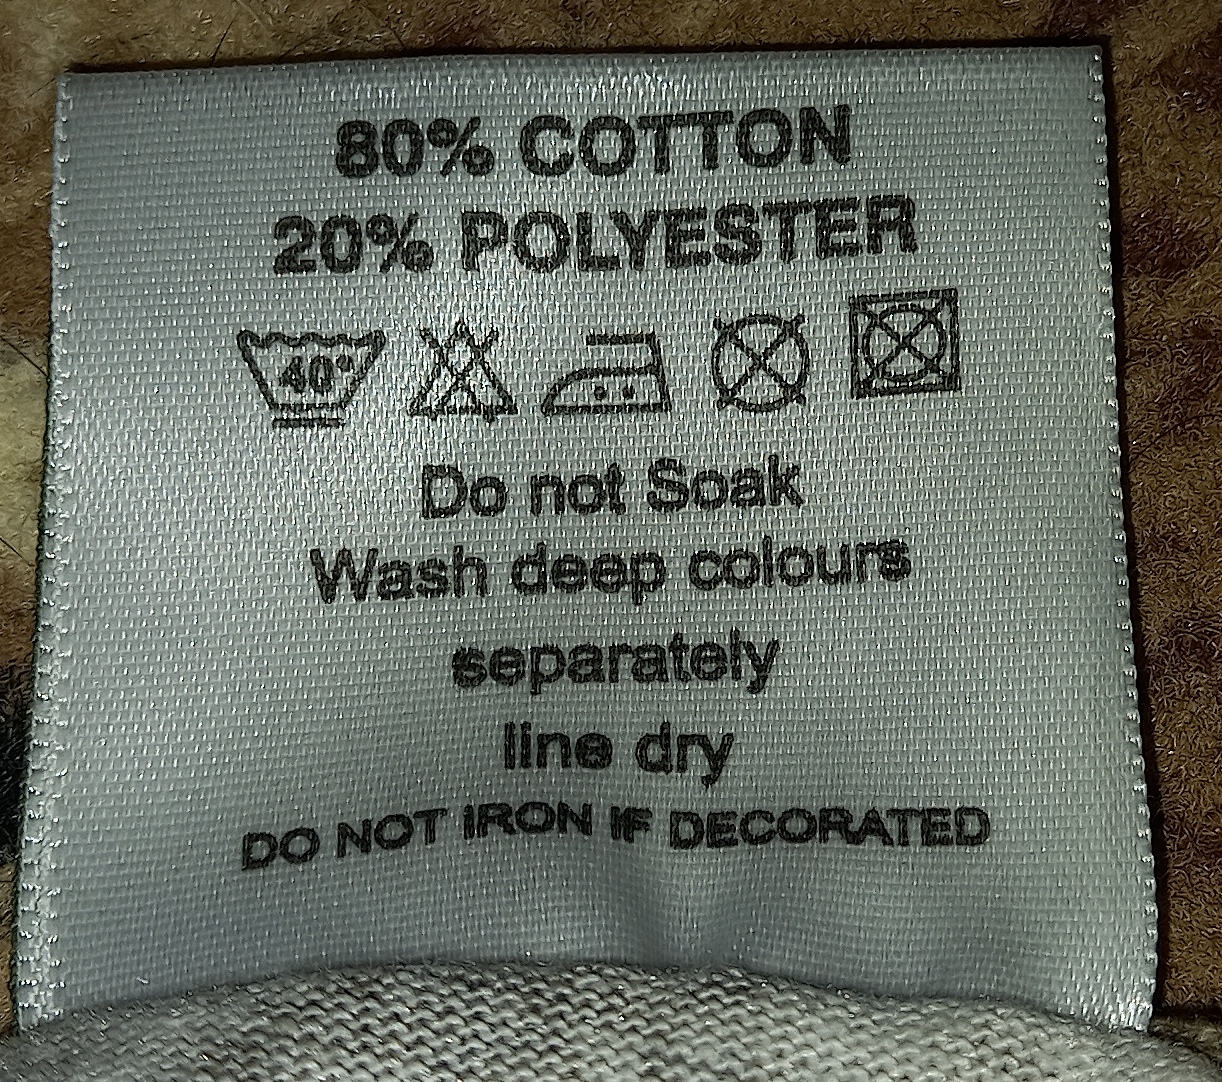 80% COTTON
20% POLYESTER
40°
Do not Soak
Wash deep colours
separately
line dry
DO NOT IRON IF DECORATED